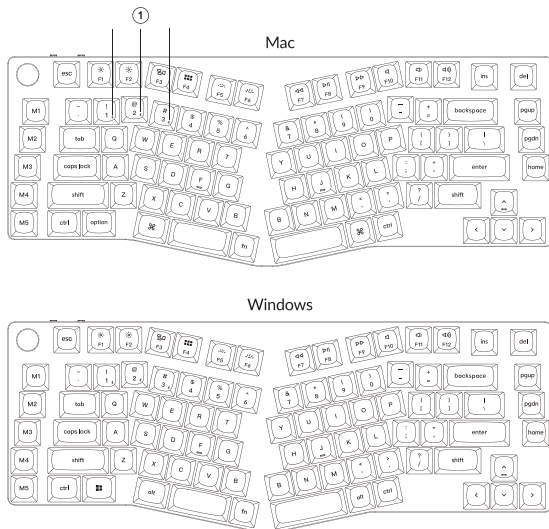 ①
Mac
esc F1 F2 F3 F4 F5 F6 F7 F8 F9 F10 F11 F12 ins del
M1 ~ ` ! 1 @ 2 # 3 $ 4 % 5 ^ 6 & 7 * 8 ( 9 ) 0 - + = backspace pgup
M2 tab Q W E R T Y U I O P { [ } ] | \ pgdn
M3 caps lock A S D F G H J K L : ; " ' enter home
M4 shift Z X C V B B N M < , > . ? / shift ^
M5 ctrl option ⌘ fn ⌘ ctrl < v >
Windows
esc F1 F2 F3 F4 F5 F6 F7 F8 F9 F10 F11 F12 ins del
M1 ~ ` ! 1 @ 2 # 3 $ 4 % 5 ^ 6 & 7 * 8 ( 9 ) 0 - + = backspace pgup
M2 tab Q W E R T Y U I O P { [ } ] | \ pgdn
M3 caps lock A S D F G H J K L : ; " ' enter home
M4 shift Z X C V B B N M < , > . ? / shift ^
M5 ctrl alt fn alt ctrl < v >